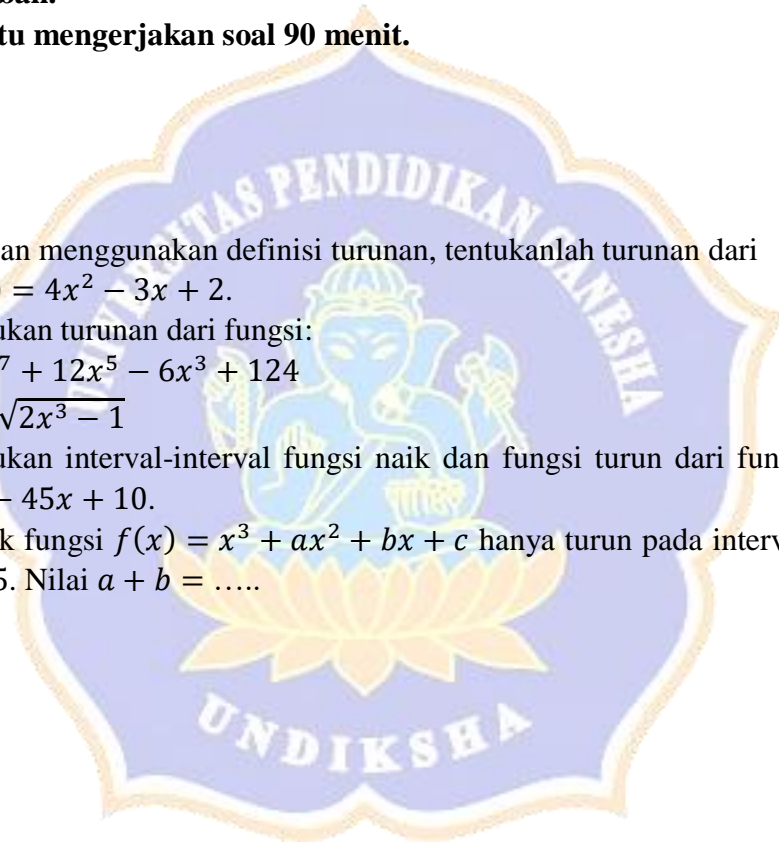 tu mengerjakan soal 90 menit.
UNIVERSITAS PENDIDIKAN GANESHA
an menggunakan definisi turunan, tentukanlah turunan dari
= 4x² − 3x + 2.
ukan turunan dari fungsi:
⁷ + 12x⁵ − 6x³ + 124
√(2x³ − 1)
ukan interval-interval fungsi naik dan fungsi turun dari fun
− 45x + 10.
k fungsi f(x) = x³ + ax² + bx + c hanya turun pada interv
5. Nilai a + b = …..
UNDIKSHA